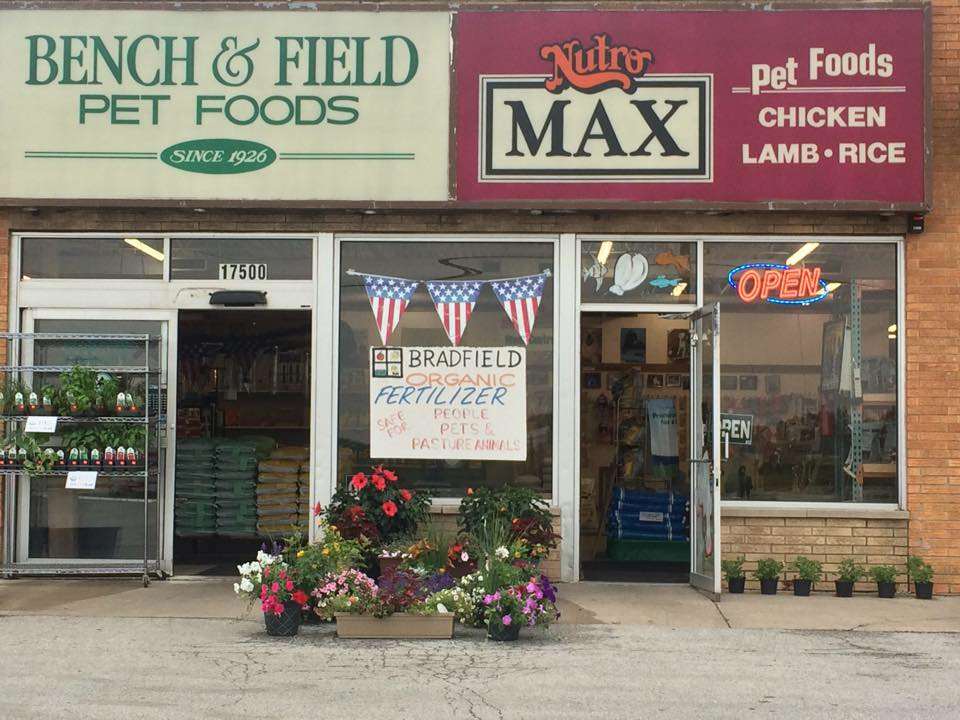 BENCH & FIELD
PET FOODS
SINCE 1926
Nutro
MAX
Pet Foods
CHICKEN
LAMB • RICE
17500
OPEN
BRADFIELD
ORGANIC
FERTILIZER
SAFE FOR
PEOPLE
PETS &
PASTURE ANIMALS
OPEN